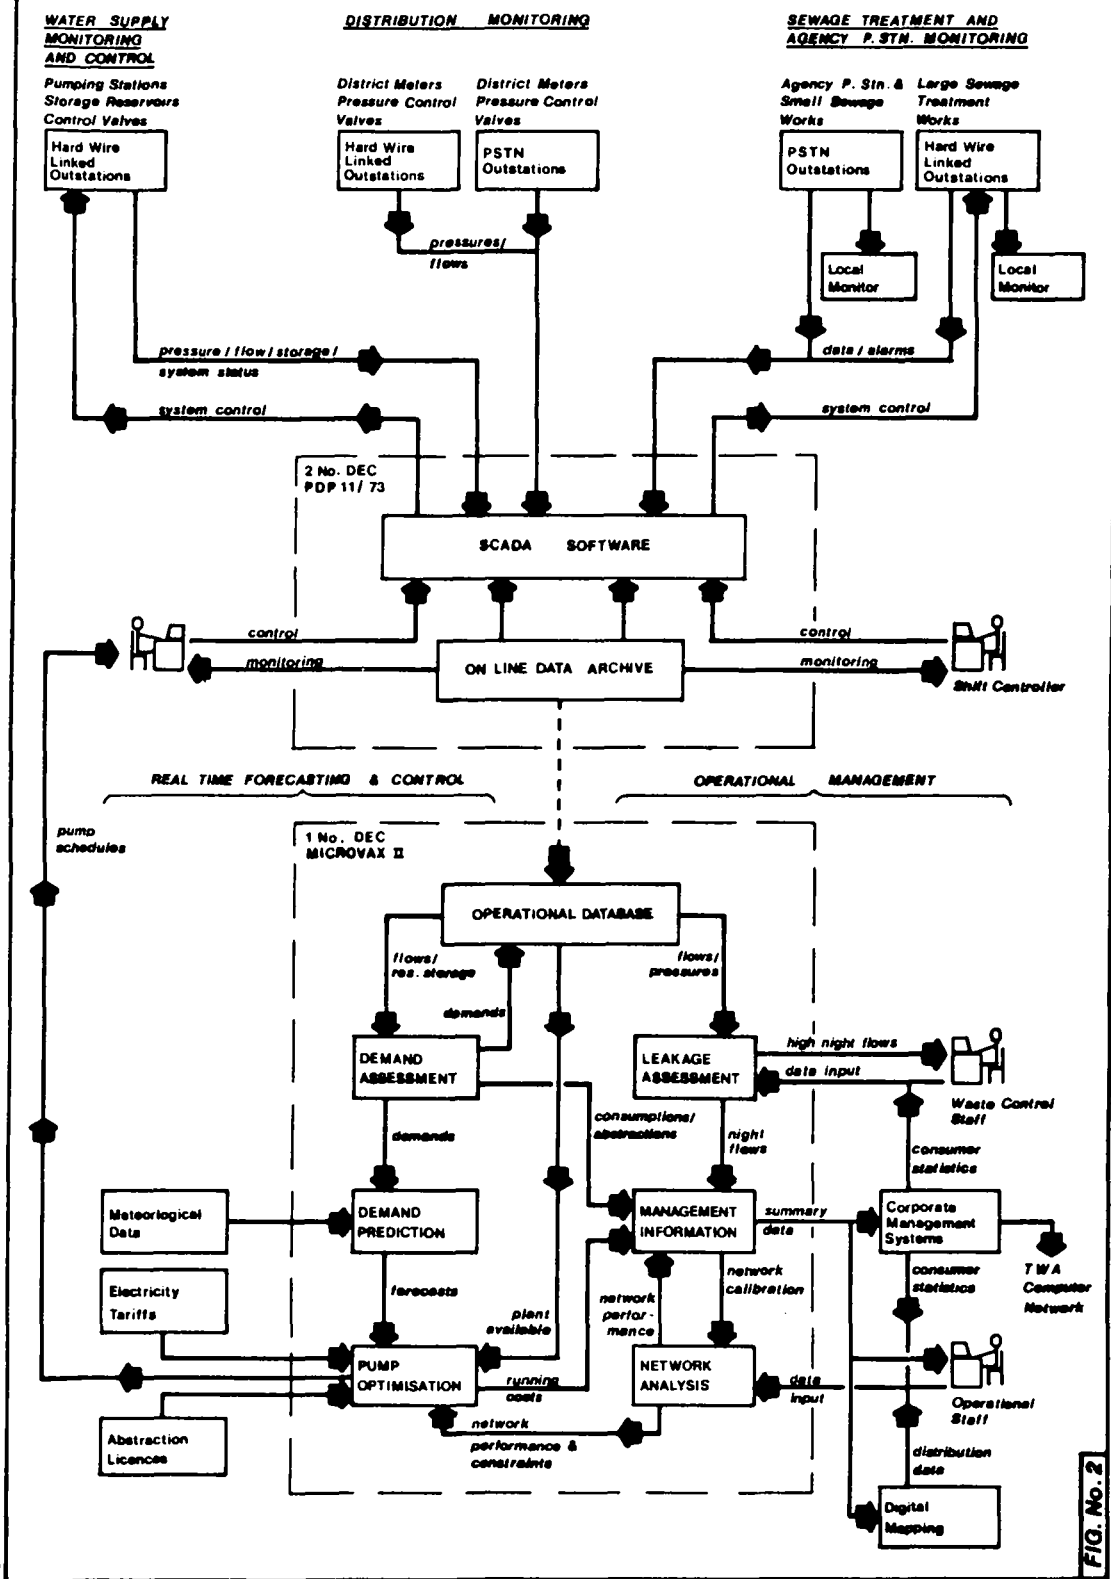 WATER SUPPLY
MONITORING
AND CONTROL
DISTRIBUTION MONITORING
SEWAGE TREATMENT AND
AGENCY P. STN. MONITORING
Pumping Stations
Storage Reservoirs
Control Valves
District Meters
Pressure Control
Valves
District Meters
Pressure Control
Valves
Agency P. Stn. &
Small Sewage
Works
Large Sewage
Treatment
Works
Hard Wire
Linked
Outstations
Hard Wire
Linked
Outstations
PSTN
Outstations
PSTN
Outstations
Hard Wire
Linked
Outstations
pressures/
flows
Local
Monitor
Local
Monitor
pressure / flow / storage /
system status
data / alarms
system control
system control
2 No. DEC
PDP 11/ 73
SCADA SOFTWARE
control
control
monitoring
ON LINE DATA ARCHIVE
monitoring
Shift Controller
REAL TIME FORECASTING & CONTROL
OPERATIONAL MANAGEMENT
pump
schedules
1 No. DEC
MICROVAX II
OPERATIONAL DATABASE
flows/
res. storage
flows/
pressures
demands
DEMAND
ASSESSMENT
LEAKAGE
ASSESSMENT
high night flows
data input
Waste Control
Staff
consumptions/
abstractions
demands
night
flows
consumer
statistics
Meteorlogical
Data
DEMAND
PREDICTION
MANAGEMENT
INFORMATION
summary
data
Corporate
Management
Systems
TWA
Computer
Network
Electricity
Tariffs
forecasts
plant
available
network
perfor-
mance
network
calibration
consumer
statistics
PUMP
OPTIMISATION
running
costs
NETWORK
ANALYSIS
data
input
Operational
Staff
Abstraction
Licences
network
performance &
constraints
distribution
data
Digital
Mapping
FIG. No. 2